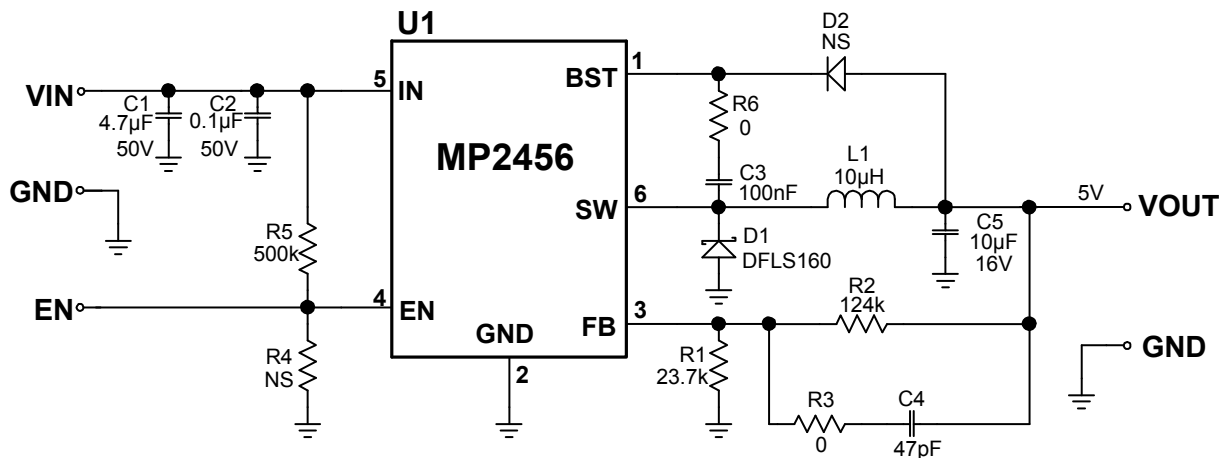 U1
MP2456
VIN
C1
4.7µF
50V
C2
0.1µF
50V
5
IN
GND
R5
500k
EN
4
EN
R4
NS
GND
2
1
BST
D2
NS
R6
0
C3
100nF
6
SW
L1
10µH
D1
DFLS160
C5
10µF
16V
5V
VOUT
3
FB
R2
124k
R1
23.7k
R3
0
C4
47pF
GND